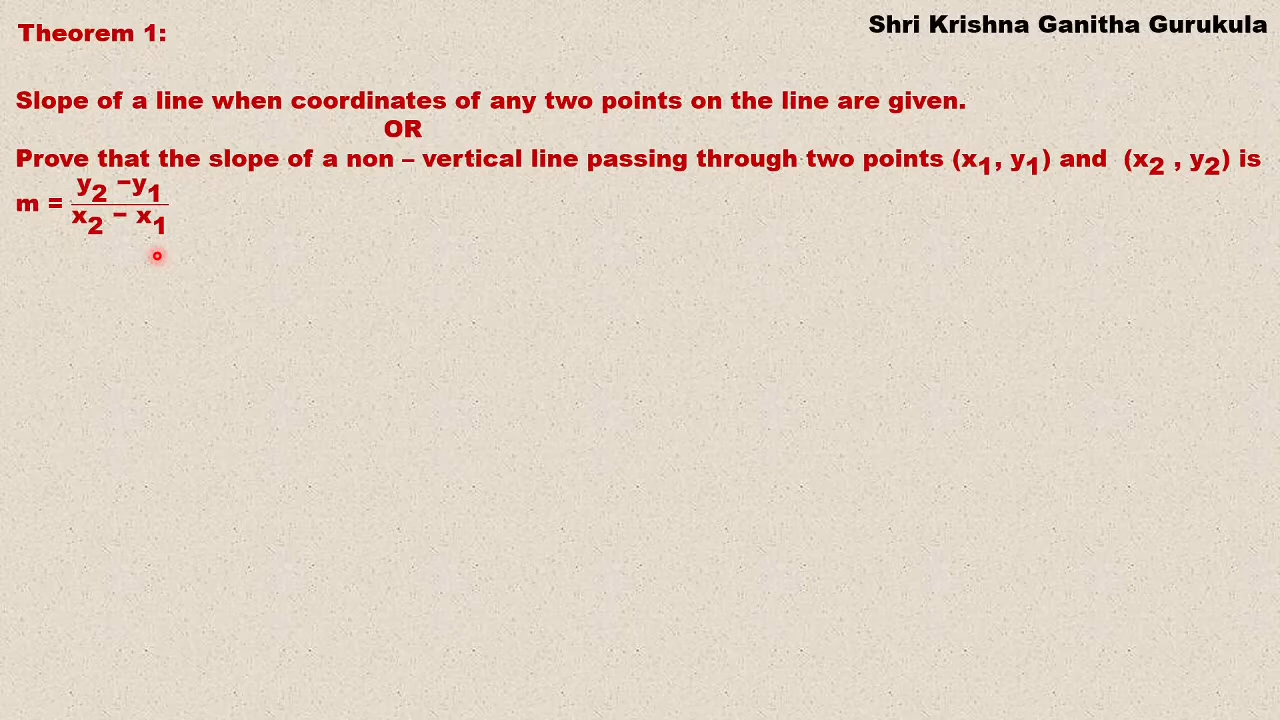 Theorem 1:
Shri Krishna Ganitha Gurukula
Slope of a line when coordinates of any two points on the line are given.
OR
Prove that the slope of a non – vertical line passing through two points (x₁, y₁) and (x₂ , y₂) is
m = (y₂ −y₁)/(x₂ − x₁)